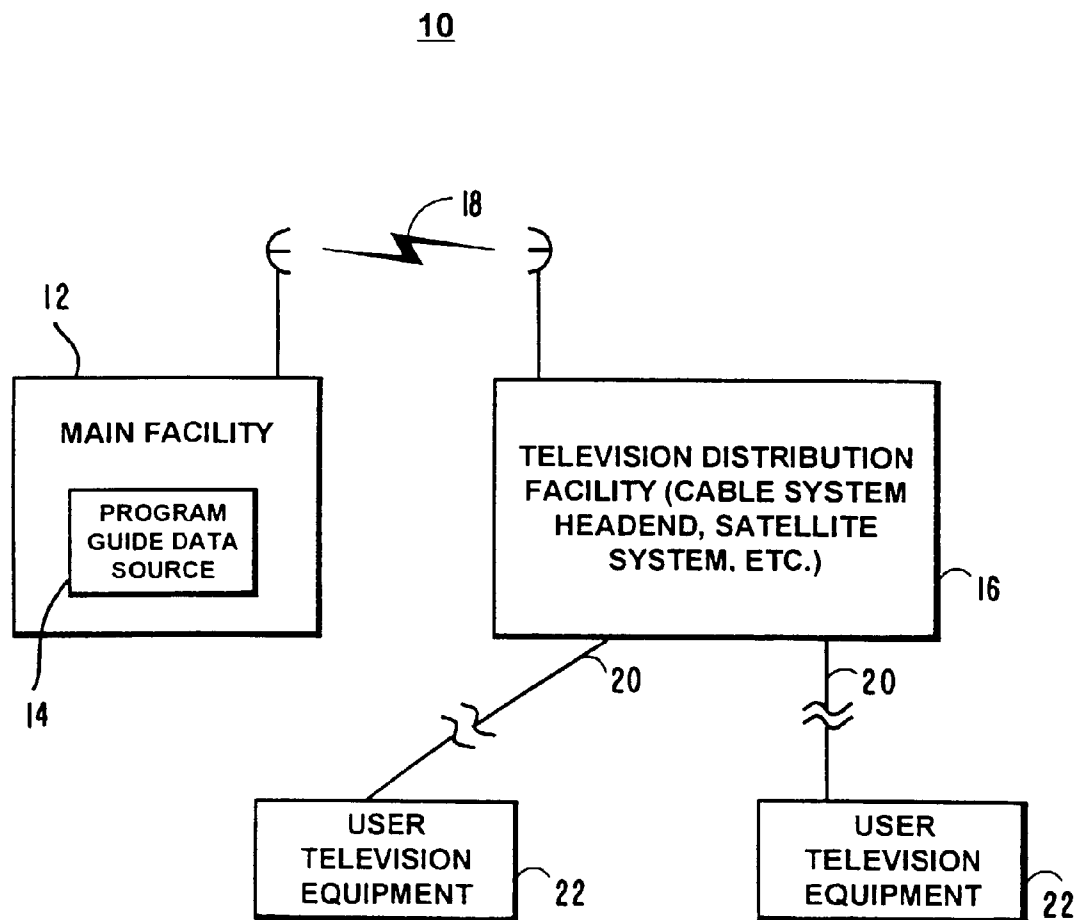 10
18
12
MAIN FACILITY
PROGRAM
GUIDE DATA
SOURCE
14
TELEVISION DISTRIBUTION
FACILITY (CABLE SYSTEM
HEADEND, SATELLITE
SYSTEM. ETC.)
16
20
20
USER
TELEVISION
EQUIPMENT
22
USER
TELEVISION
EQUIPMENT
22